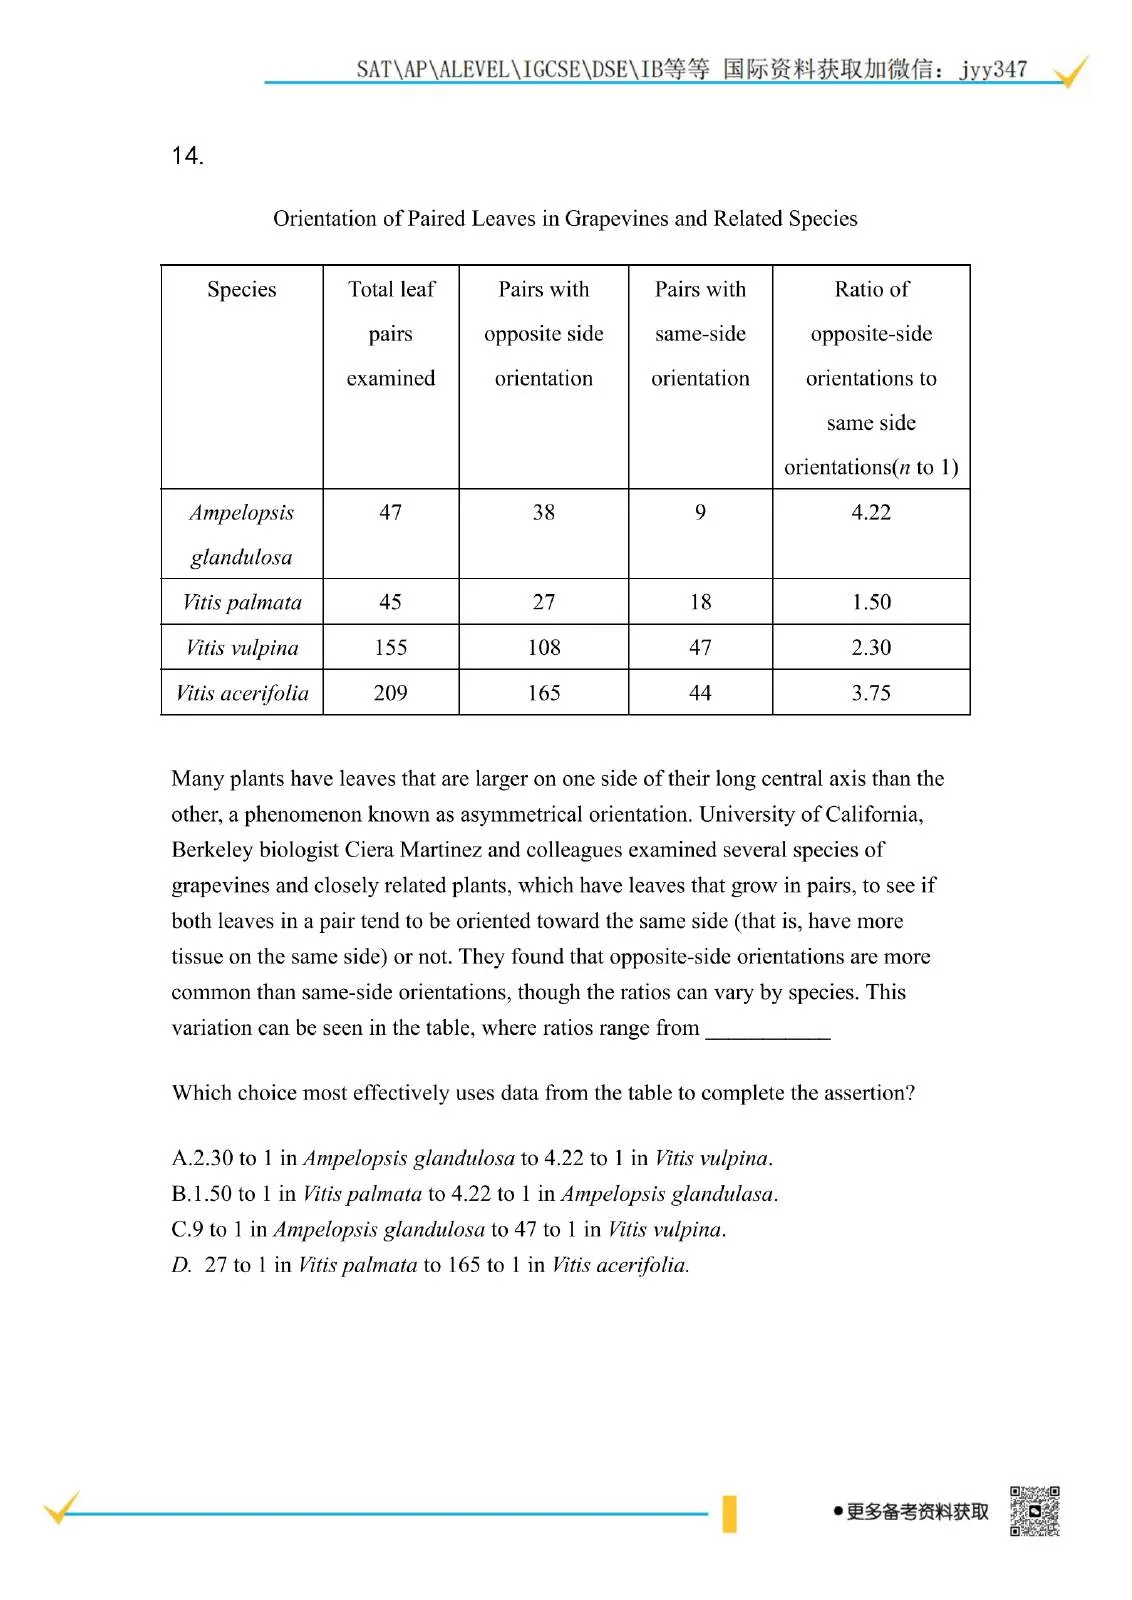 SAT\AP\ALEVEL\IGCSE\DSE\IB等等 国际资料获取加微信：jyy347
14.
Orientation of Paired Leaves in Grapevines and Related Species
Species
Total leaf
pairs
examined
Pairs with
opposite side
orientation
Pairs with
same-side
orientation
Ratio of
opposite-side
orientations to
same side
orientations(n to 1)
Ampelopsis
glandulosa
47
38
9
4.22
Vitis palmata
45
27
18
1.50
Vitis vulpina
155
108
47
2.30
Vitis acerifolia
209
165
44
3.75
Many plants have leaves that are larger on one side of their long central axis than the
other, a phenomenon known as asymmetrical orientation. University of California,
Berkeley biologist Ciera Martinez and colleagues examined several species of
grapevines and closely related plants, which have leaves that grow in pairs, to see if
both leaves in a pair tend to be oriented toward the same side (that is, have more
tissue on the same side) or not. They found that opposite-side orientations are more
common than same-side orientations, though the ratios can vary by species. This
variation can be seen in the table, where ratios range from ___________
Which choice most effectively uses data from the table to complete the assertion?
A.2.30 to 1 in Ampelopsis glandulosa to 4.22 to 1 in Vitis vulpina.
B.1.50 to 1 in Vitis palmata to 4.22 to 1 in Ampelopsis glandulasa.
C.9 to 1 in Ampelopsis glandulosa to 47 to 1 in Vitis vulpina.
D. 27 to 1 in Vitis palmata to 165 to 1 in Vitis acerifolia.
●更多备考资料获取